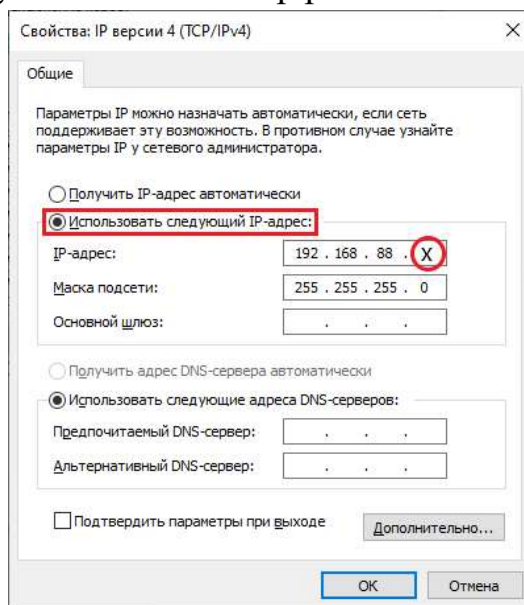 Свойства: IP версии 4 (TCP/IPv4)
Общие
Параметры IP можно назначать автоматически, если сеть
поддерживает эту возможность. В противном случае узнайте
параметры IP у сетевого администратора.
Получить IP-адрес автоматически
Использовать следующий IP-адрес:
IP-адрес: 192 . 168 . 88 . X
Маска подсети: 255 . 255 . 255 . 0
Основной шлюз: . . .
Получить адрес DNS-сервера автоматически
Использовать следующие адреса DNS-серверов:
Предпочитаемый DNS-сервер: . . .
Альтернативный DNS-сервер: . . .
Подтвердить параметры при выходе Дополнительно...
ОК Отмена